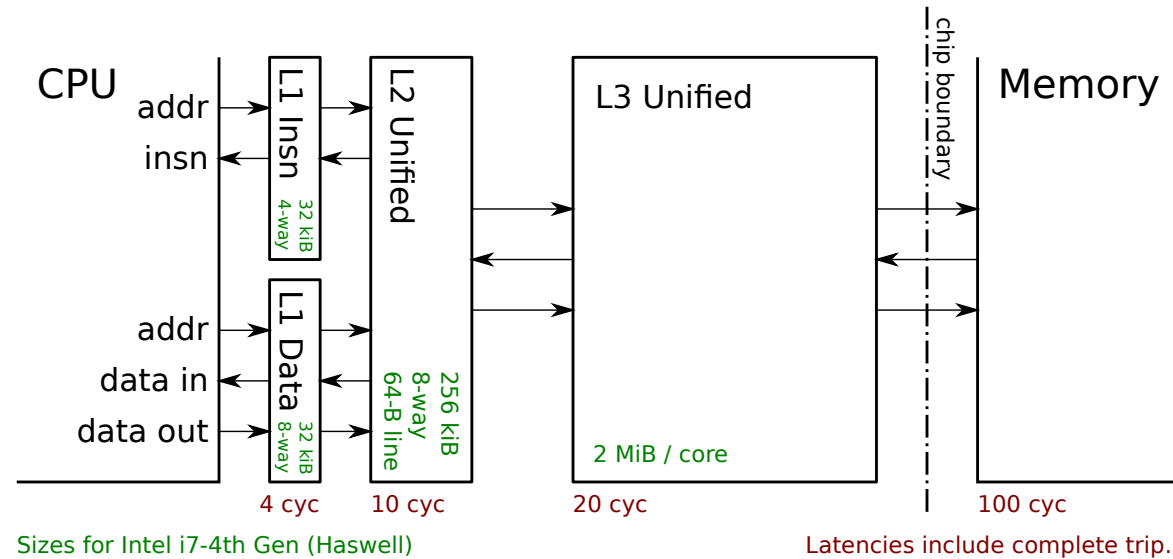 CPU
addr
insn
addr
data in
data out
L1 Insn
32 kiB
4-way
L1 Data
32 kiB
8-way
L2 Unified
256 kiB
8-way
64-B line
L3 Unified
2 MiB / core
chip boundary
Memory
4 cyc
10 cyc
20 cyc
100 cyc
Sizes for Intel i7-4th Gen (Haswell)
Latencies include complete trip.